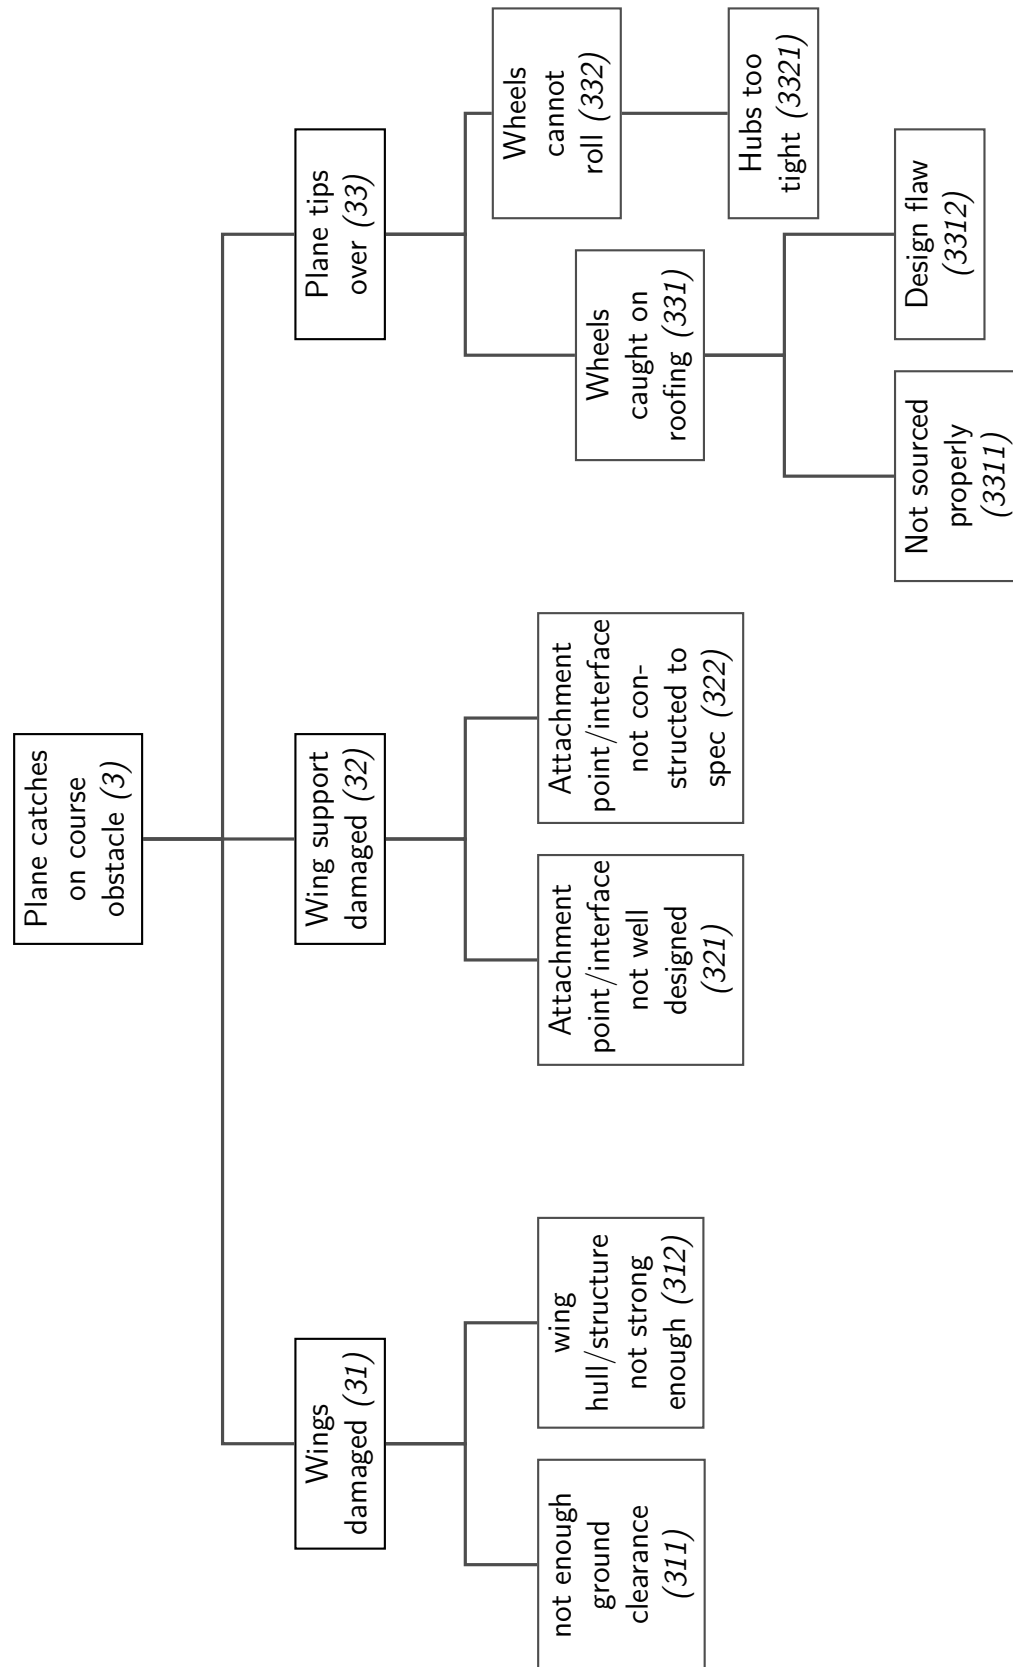 Plane catches
on course
obstacle (3)
Wings
damaged (31)
Wing support
damaged (32)
Plane tips
over (33)
not enough
ground
clearance
(311)
wing
hull/structure
not strong
enough (312)
Attachment
point/interface
not well
designed
(321)
Attachment
point/interface
not con-
structed to
spec (322)
Wheels
caught on
roofing (331)
Wheels
cannot
roll (332)
Not sourced
properly
(3311)
Design flaw
(3312)
Hubs too
tight (3321)